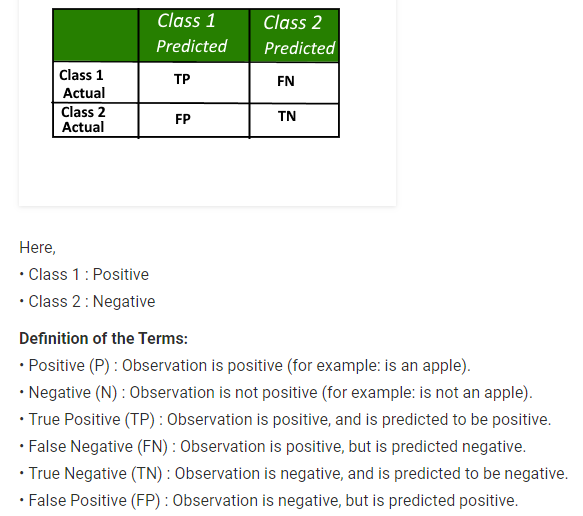 Class 1 Predicted Class 2 Predicted
Class 1 Actual TP FN
Class 2 Actual FP TN
Here,
• Class 1 : Positive
• Class 2 : Negative
Definition of the Terms:
• Positive (P) : Observation is positive (for example: is an apple).
• Negative (N) : Observation is not positive (for example: is not an apple).
• True Positive (TP) : Observation is positive, and is predicted to be positive.
• False Negative (FN) : Observation is positive, but is predicted negative.
• True Negative (TN) : Observation is negative, and is predicted to be negative.
• False Positive (FP) : Observation is negative, but is predicted positive.